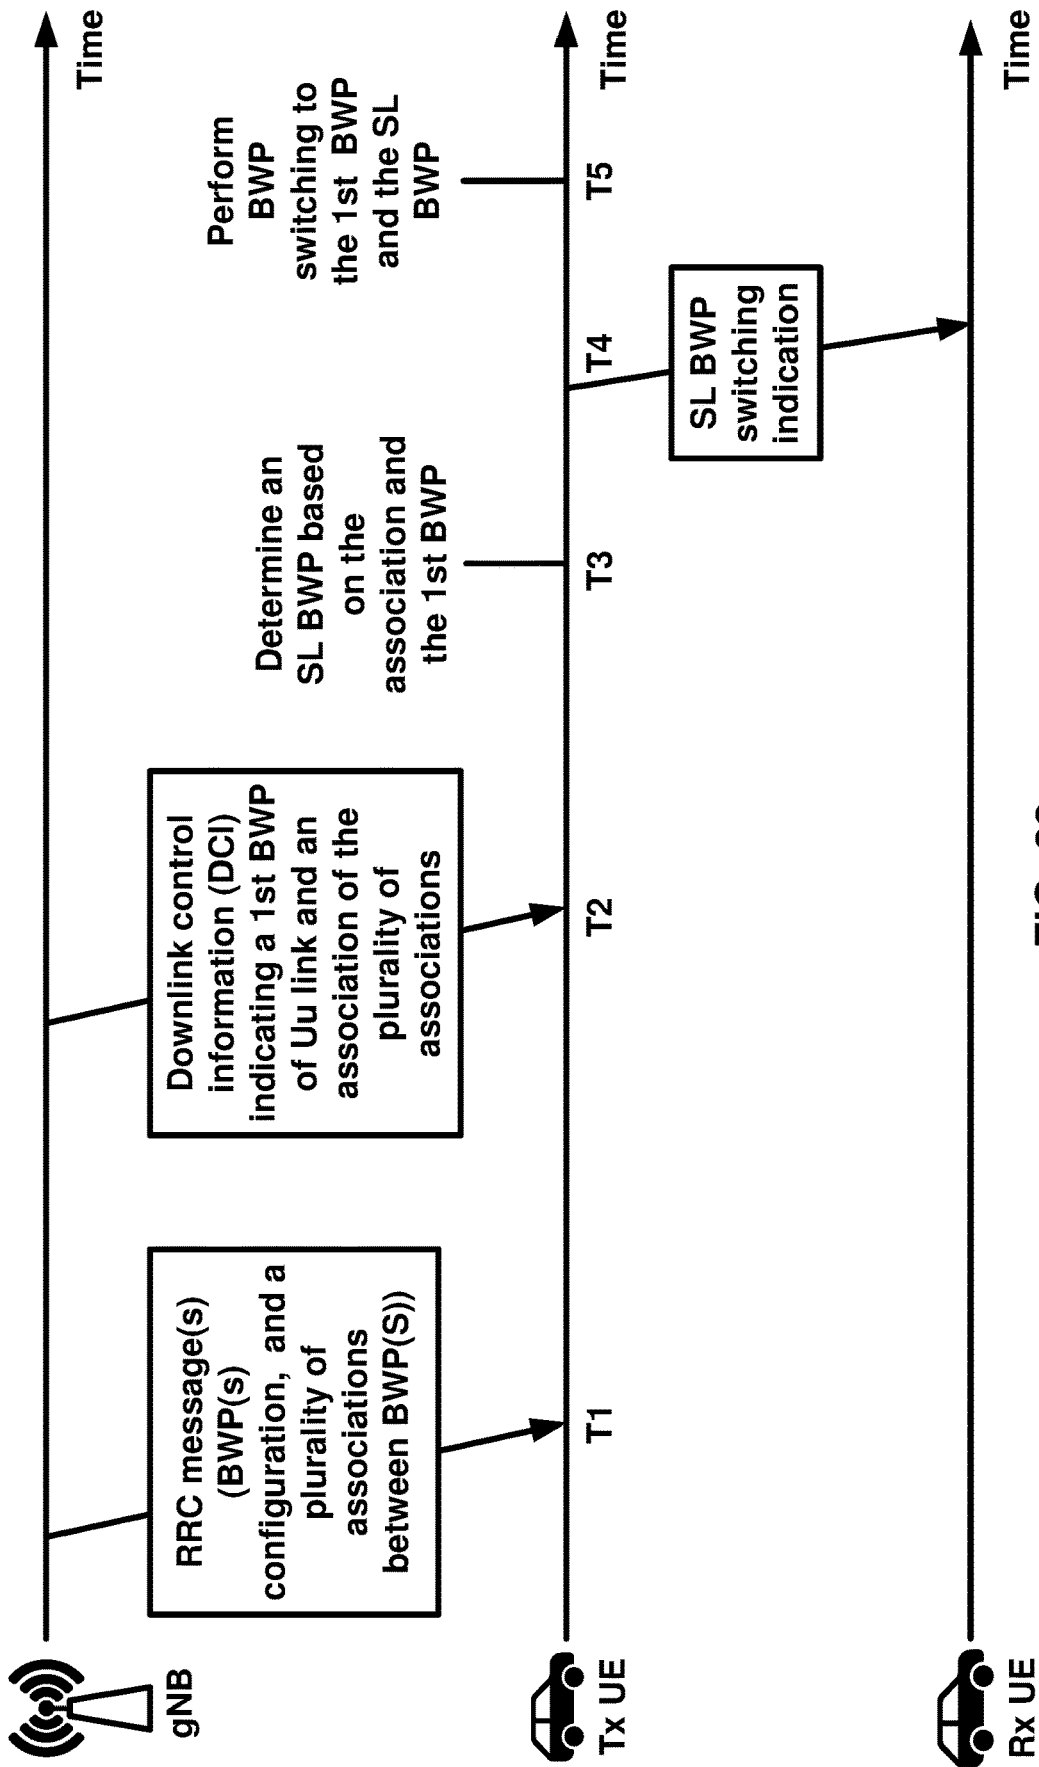 gNB
Time
RRC message(s)
(BWP(s)
configuration, and a
plurality of
associations
between BWP(S))
Downlink control
information (DCI)
indicating a 1st BWP
of Uu link and an
association of the
plurality of
associations
Determine an
SL BWP based
on the
association and
the 1st BWP
Perform
BWP
switching to
the 1st BWP
and the SL
BWP
Tx UE
T1
T2
T3
T4
T5
Time
SL BWP
switching
indication
Rx UE
Time